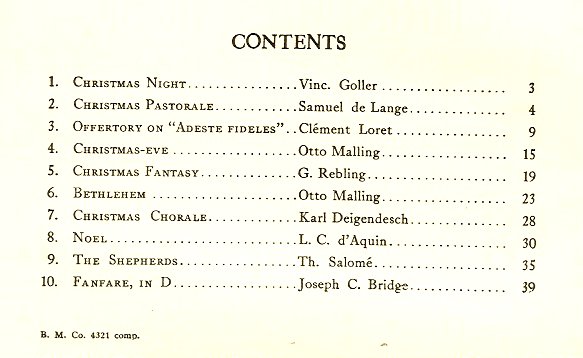 CONTENTS
1. Christmas Night.................Vinc. Goller.................. 3
2. Christmas Pastorale............Samuel de Lange.............. 4
3. Offertory on "Adeste fideles"..Clément Loret................ 9
4. Christmas-eve..................Otto Malling.................. 15
5. Christmas Fantasy..............G. Rebling.................... 19
6. Bethlehem......................Otto Malling.................. 23
7. Christmas Chorale.............Karl Deigendesch.............. 28
8. Noel...........................L. C. d'Aquin................. 30
9. The Shepherds.................Th. Salomé................... 35
10. Fanfare, in D..................Joseph C. Bridge.............. 39
B. M. Co. 4321 comp.